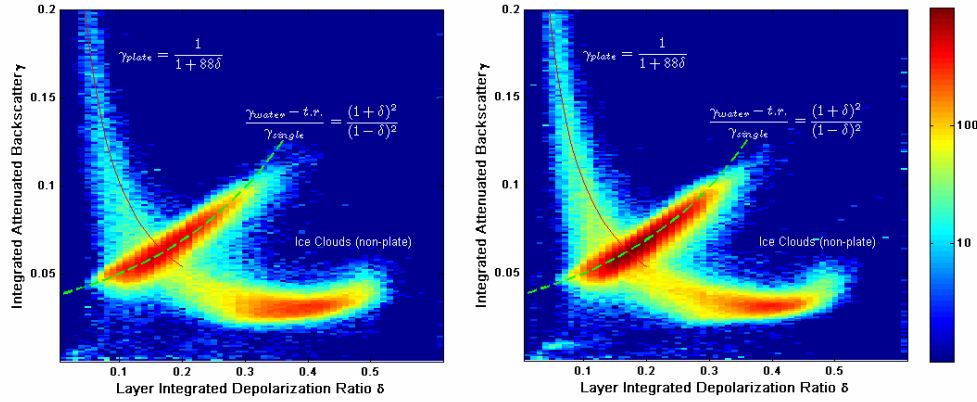 0.2
0.15
0.1
0.05
0.1
0.2
0.3
0.4
0.5
Integrated Attenuated Backscatter γ
Layer Integrated Depolarization Ratio δ
γplate = 1 / 1 + 88δ
γwater − t.r. / γsingle = (1 + δ)² / (1 − δ)²
Ice Clouds (non-plate)
0.2
0.15
0.1
0.05
0.1
0.2
0.3
0.4
0.5
Integrated Attenuated Backscatter γ
Layer Integrated Depolarization Ratio δ
γplate = 1 / 1 + 88δ
γwater − t.r. / γsingle = (1 + δ)² / (1 − δ)²
Ice Clouds (non-plate)
100
10